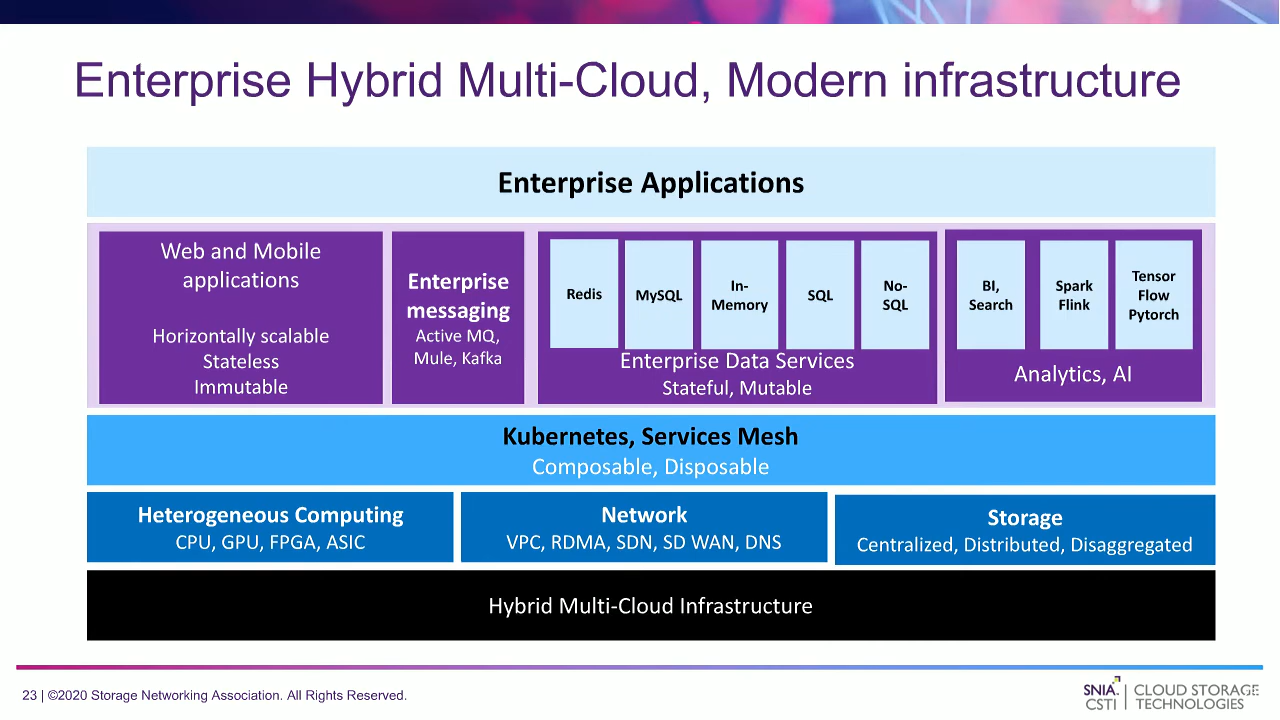 Enterprise Hybrid Multi-Cloud, Modern infrastructure
Enterprise Applications
Web and Mobile
applications
Horizontally scalable
Stateless
Immutable
Enterprise
messaging
Active MQ,
Mule, Kafka
Redis
MySQL
In-
Memory
SQL
No-
SQL
Enterprise Data Services
Stateful, Mutable
BI,
Search
Spark
Flink
Tensor
Flow
Pytorch
Analytics, AI
Kubernetes, Services Mesh
Composable, Disposable
Heterogeneous Computing
CPU, GPU, FPGA, ASIC
Network
VPC, RDMA, SDN, SD WAN, DNS
Storage
Centralized, Distributed, Disaggregated
Hybrid Multi-Cloud Infrastructure
23 | ©2020 Storage Networking Association. All Rights Reserved.
SNIA
CSTI
CLOUD STORAGE
TECHNOLOGIES